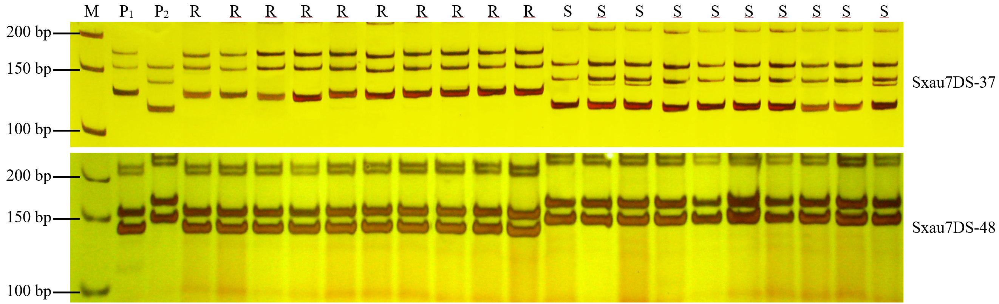 M P₁ P₂ R R R R R R R R R R S S S S S S S S S S
200 bp
150 bp
100 bp
Sxau7DS-37
200 bp
150 bp
100 bp
Sxau7DS-48